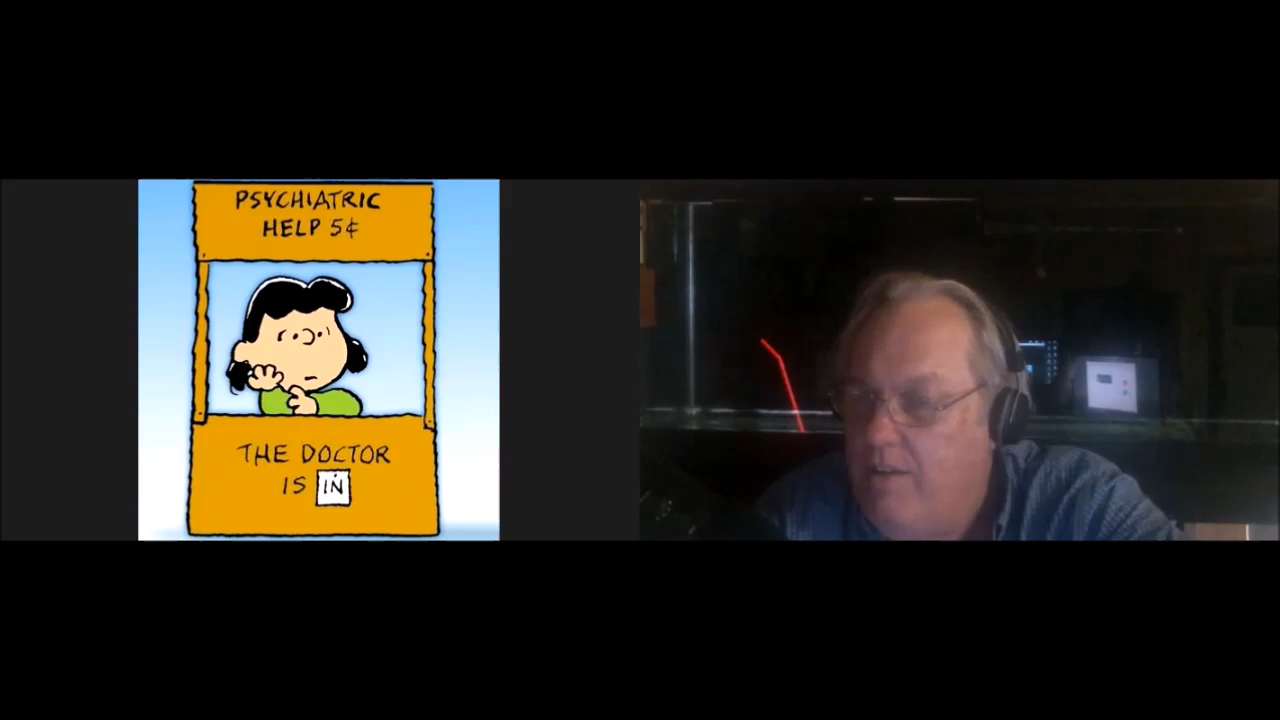 PSYCHIATRIC
HELP 5¢
THE DOCTOR
IS IN